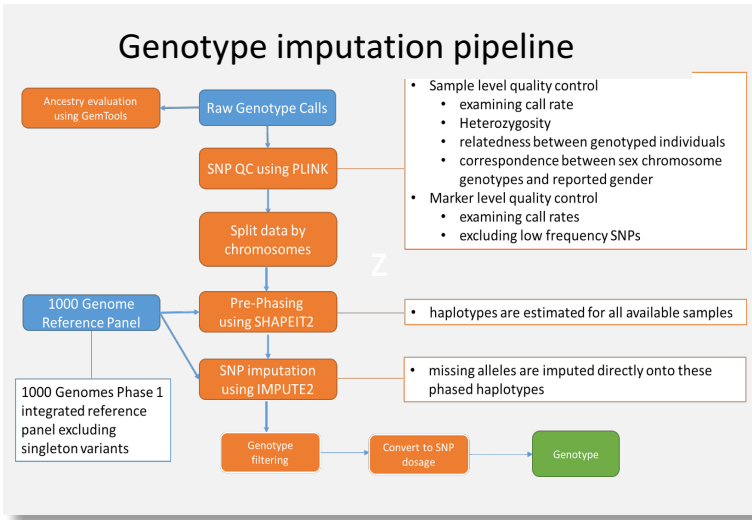 Genotype imputation pipeline
Ancestry evaluation
using GemTools
Raw Genotype Calls
• Sample level quality control
• examining call rate
• Heterozygosity
• relatedness between genotyped individuals
• correspondence between sex chromosome
genotypes and reported gender
• Marker level quality control
• examining call rates
• excluding low frequency SNPs
SNP QC using PLINK
Split data by
chromosomes
Z
1000 Genome
Reference Panel
Pre-Phasing
using SHAPEIT2
• haplotypes are estimated for all available samples
SNP imputation
using IMPUTE2
• missing alleles are imputed directly onto these
phased haplotypes
1000 Genomes Phase 1
integrated reference
panel excluding
singleton variants
Genotype
filtering
Convert to SNP
dosage
Genotype